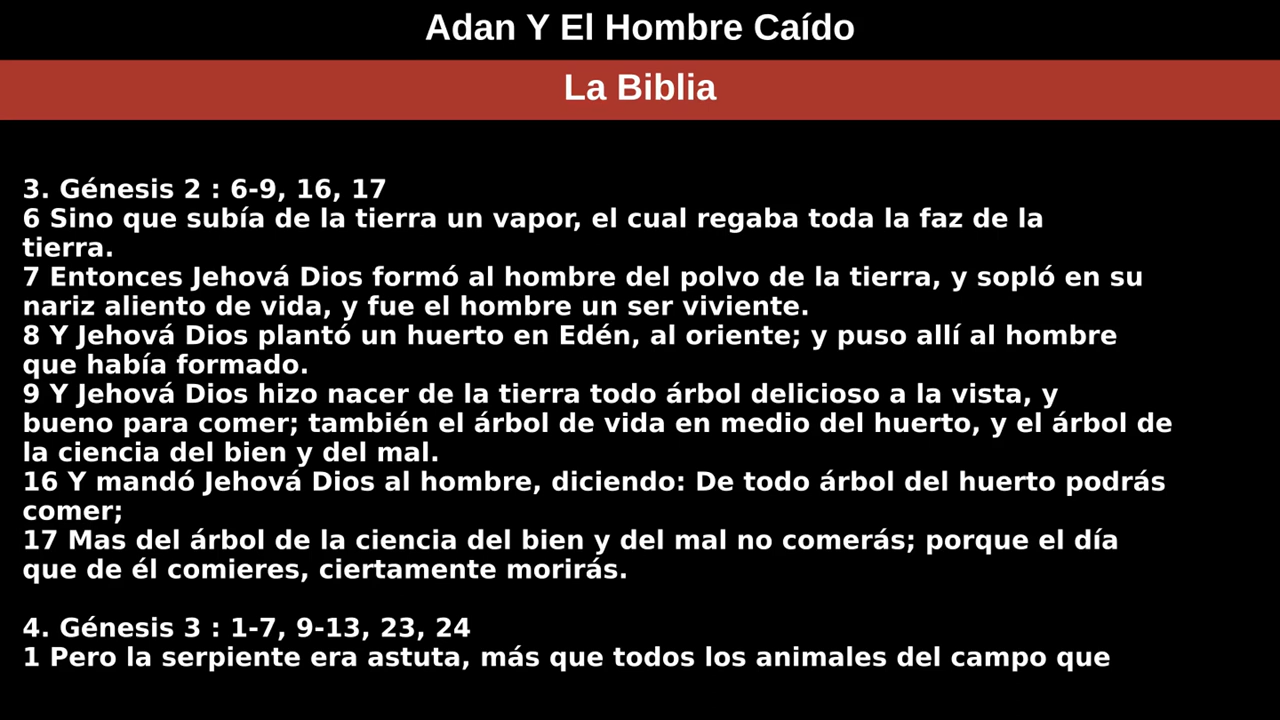 Adan Y El Hombre Caído
La Biblia
3. Génesis 2 : 6-9, 16, 17
6 Sino que subía de la tierra un vapor, el cual regaba toda la faz de la
tierra.
7 Entonces Jehová Dios formó al hombre del polvo de la tierra, y sopló en su
nariz aliento de vida, y fue el hombre un ser viviente.
8 Y Jehová Dios plantó un huerto en Edén, al oriente; y puso allí al hombre
que había formado.
9 Y Jehová Dios hizo nacer de la tierra todo árbol delicioso a la vista, y
bueno para comer; también el árbol de vida en medio del huerto, y el árbol de
la ciencia del bien y del mal.
16 Y mandó Jehová Dios al hombre, diciendo: De todo árbol del huerto podrás
comer;
17 Mas del árbol de la ciencia del bien y del mal no comerás; porque el día
que de él comieres, ciertamente morirás.
4. Génesis 3 : 1-7, 9-13, 23, 24
1 Pero la serpiente era astuta, más que todos los animales del campo que